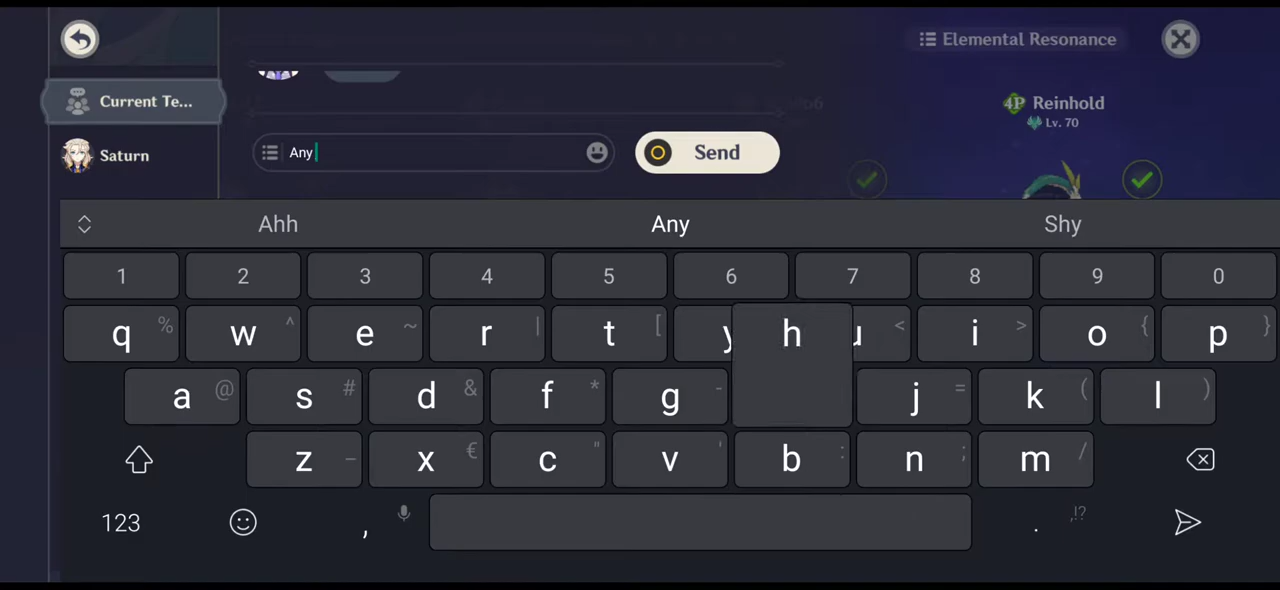 Elemental Resonance
Current Te...
4P Reinhold
Lv. 70
Saturn
Any
Send
Ahh Any Shy
1 2 3 4 5 6 7 8 9 0
q % w ^ e ~ r | t [ y h u < i > o { p }
a @ s # d & f * g - j = k ( l )
z _ x € c " v ' b : n ; m /
123 , . ,!?